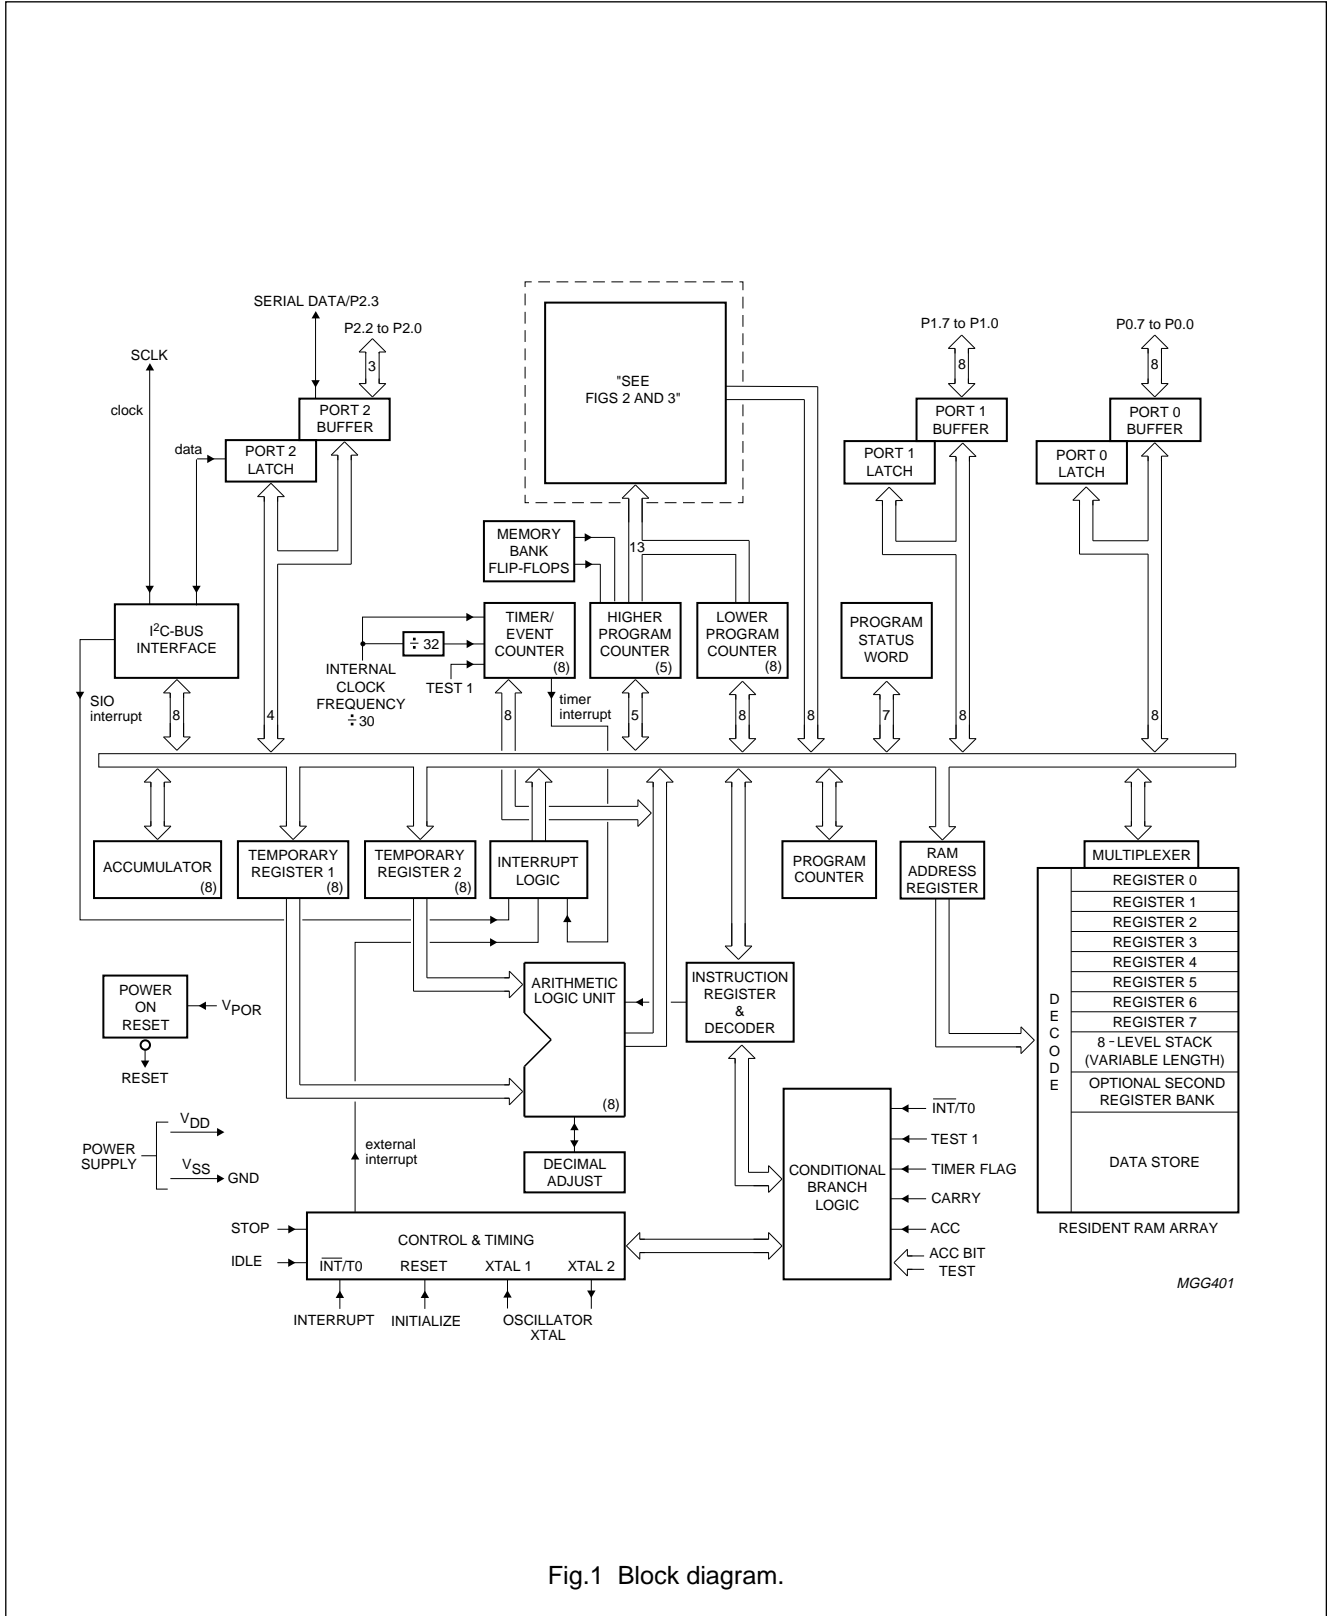 SERIAL DATA/P2.3
P2.2 to P2.0
P1.7 to P1.0
P0.7 to P0.0
SCLK
3
8
8
"SEE
FIGS 2 AND 3"
clock
PORT 2
BUFFER
PORT 1
BUFFER
PORT 0
BUFFER
data
PORT 2
LATCH
PORT 1
LATCH
PORT 0
LATCH
MEMORY
BANK
FLIP-FLOPS
13
I²C-BUS
INTERFACE
TIMER/
EVENT
COUNTER
(8)
HIGHER
PROGRAM
COUNTER
(5)
LOWER
PROGRAM
COUNTER
(8)
PROGRAM
STATUS
WORD
÷ 32
INTERNAL
CLOCK
FREQUENCY
÷ 30
TEST 1
SIO
interrupt
timer
interrupt
8
4
8
5
8
8
7
8
8
ACCUMULATOR
(8)
TEMPORARY
REGISTER 1
(8)
TEMPORARY
REGISTER 2
(8)
INTERRUPT
LOGIC
PROGRAM
COUNTER
RAM
ADDRESS
REGISTER
MULTIPLEXER
REGISTER 0
REGISTER 1
REGISTER 2
REGISTER 3
REGISTER 4
REGISTER 5
REGISTER 6
REGISTER 7
8 - LEVEL STACK
(VARIABLE LENGTH)
OPTIONAL SECOND
REGISTER BANK
DATA STORE
D
E
C
O
D
E
RESIDENT RAM ARRAY
POWER
ON
RESET
VPOR
RESET
ARITHMETIC
LOGIC UNIT
(8)
INSTRUCTION
REGISTER
&
DECODER
POWER
SUPPLY
VDD
VSS
GND
external
interrupt
DECIMAL
ADJUST
CONDITIONAL
BRANCH
LOGIC
INT/T0
TEST 1
TIMER FLAG
CARRY
ACC
ACC BIT
TEST
STOP
IDLE
CONTROL & TIMING
INT/T0
RESET
XTAL 1
XTAL 2
INTERRUPT
INITIALIZE
OSCILLATOR
XTAL
MGG401
Fig.1 Block diagram.